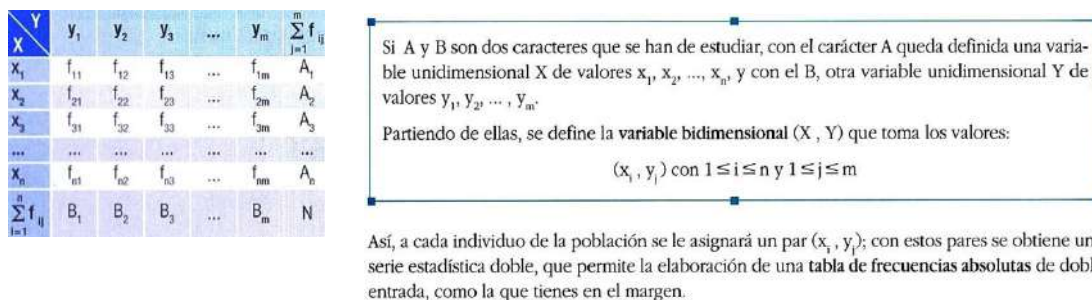 Y
X y₁ y₂ y₃ ... yₘ
m
∑ f ᵢⱼ
j=1
x₁ f₁₁ f₁₂ f₁₃ ... f₁ₘ A₁
x₂ f₂₁ f₂₂ f₂₃ ... f₂ₘ A₂
x₃ f₃₁ f₃₂ f₃₃ ... f₃ₘ A₃
... ... ... ... ... ... ...
xₙ fₙ₁ fₙ₂ fₙ₃ ... fₙₘ Aₙ
n
∑ f ᵢⱼ B₁ B₂ B₃ ... Bₘ N
i=1
Si A y B son dos caracteres que se han de estudiar, con el carácter A queda definida una varia-
ble unidimensional X de valores x₁, x₂, ..., xₙ, y con el B, otra variable unidimensional Y de
valores y₁, y₂, ... , yₘ.
Partiendo de ellas, se define la variable bidimensional (X , Y) que toma los valores:
(xᵢ , yⱼ) con 1 ≤ i ≤ n y 1 ≤ j ≤ m
Así, a cada individuo de la población se le asignará un par (xᵢ , yⱼ); con estos pares se obtiene un
serie estadística doble, que permite la elaboración de una tabla de frecuencias absolutas de dobl
entrada, como la que tienes en el margen.